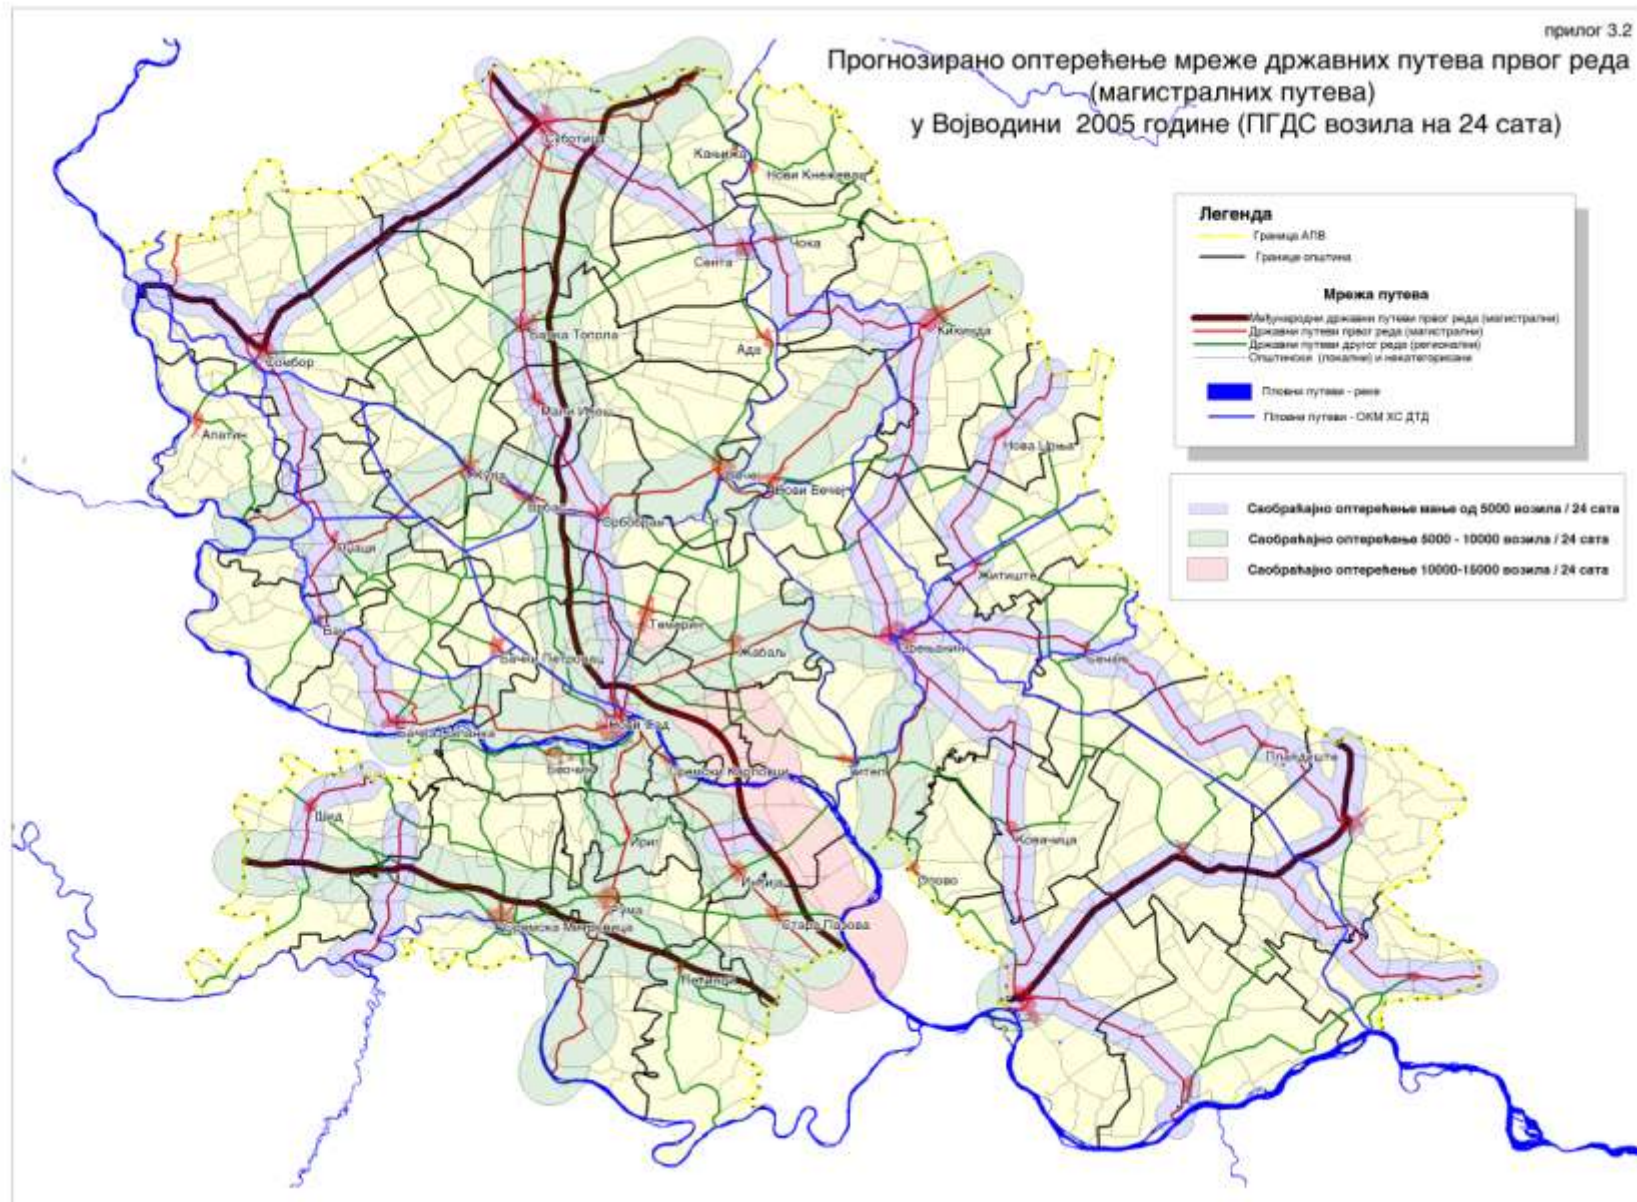 прилог 3.2
Прогнозирано оптерећење мреже државних путева првог реда
(магистралних путева)
у Војводини 2005 године (ПГДС возила на 24 сата)
Легенда
Граница АПВ
Границе општина
Мрежа путева
Међународни државни путеви првог реда (магистрални)
Државни путеви првог реда (магистрални)
Државни путеви другог реда (регионални)
Општински (локални) и некатегорисани
Пловни путеви - реке
Пловни путеви - ОКМ ХС ДТД
Саобраћајно оптерећење мање од 5000 возила / 24 сата
Саобраћајно оптерећење 5000 - 10000 возила / 24 сата
Саобраћајно оптерећење 10000-15000 возила / 24 сата
Суботица
Кањижа
Нови Кнежевац
Чока
Сента
Кикинда
Бачка Топола
Ада
Сомбор
Мали Иђош
Апатин
Нова Црња
Кула
Бечеј
Нови Бечеј
Врбас
Србобран
Оџаци
Житиште
Бач
Темерин
Жабаљ
Зрењанин
Сечањ
Бачки Петровац
Нови Сад
Бачка Паланка
Беочин
Сремски Карловци
Тител
Пландиште
Шид
Ириг
Ковачица
Инђија
Опово
Рума
Сремска Митровица
Стара Пазова
Пећинци